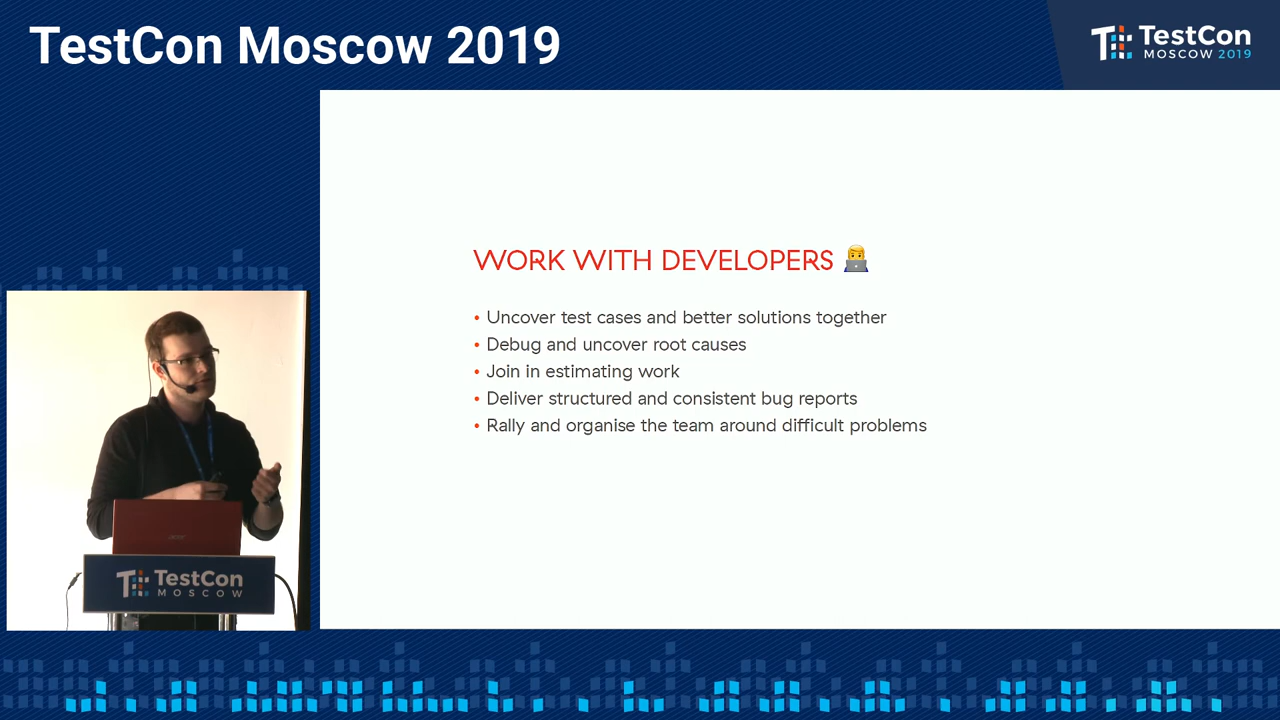 TestCon Moscow 2019
TestCon
MOSCOW 2019
WORK WITH DEVELOPERS
• Uncover test cases and better solutions together
• Debug and uncover root causes
• Join in estimating work
• Deliver structured and consistent bug reports
• Rally and organise the team around difficult problems
acer
TestCon
MOSCOW